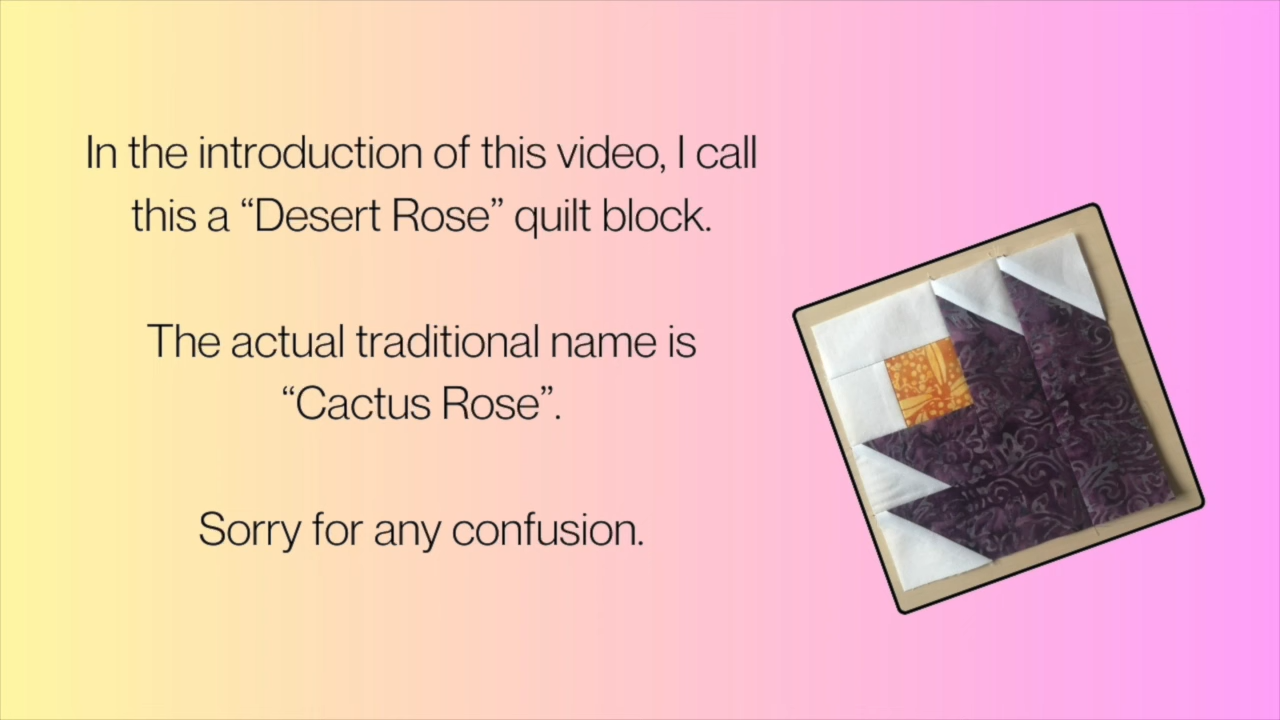 In the introduction of this video, I call
this a “Desert Rose” quilt block.
The actual traditional name is
“Cactus Rose”.
Sorry for any confusion.